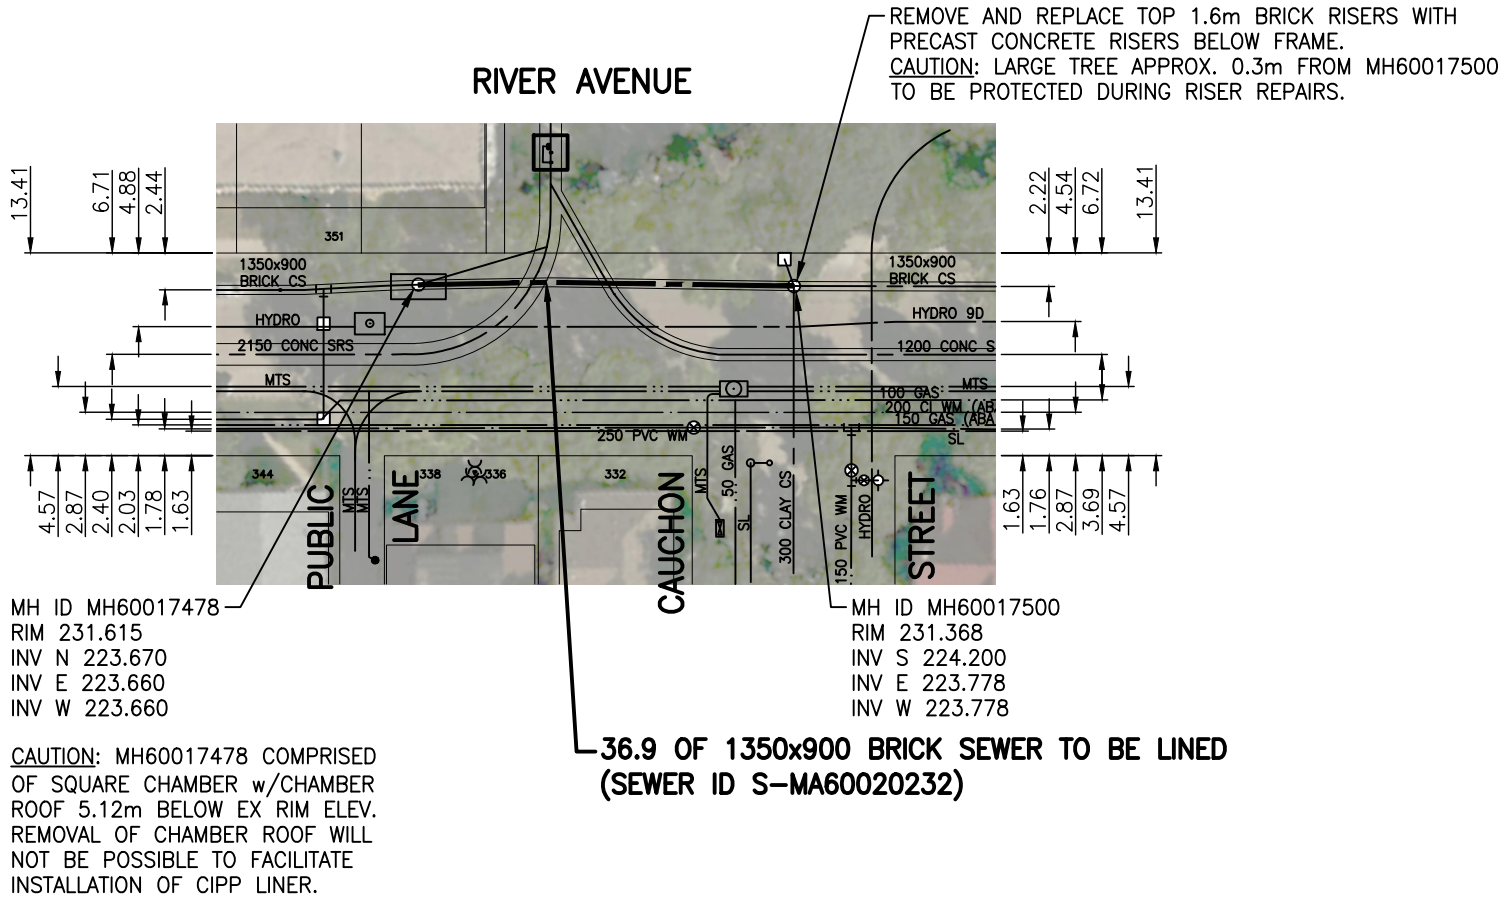 REMOVE AND REPLACE TOP 1.6m BRICK RISERS WITH
PRECAST CONCRETE RISERS BELOW FRAME.
CAUTION: LARGE TREE APPROX. 0.3m FROM MH60017500
TO BE PROTECTED DURING RISER REPAIRS.
RIVER AVENUE
13.41
6.71
4.88
2.44
2.22
4.54
6.72
13.41
351
1350x900
BRICK CS
1350x900
BRICK CS
HYDRO
HYDRO 9D
2150 CONC SRS
1200 CONC S
MTS
MTS
100 GAS
200 CI WM (AB
150 GAS (ABA
250 PVC WM
SL
344
338
336
332
PUBLIC
MTS
MTS
LANE
CAUCHON
MTS
50 GAS
SL
300 CLAY CS
150 PVC WM
HYDRO
STREET
4.57
2.87
2.40
2.03
1.78
1.63
1.63
1.76
2.87
3.69
4.57
MH ID MH60017478
RIM 231.615
INV N 223.670
INV E 223.660
INV W 223.660
MH ID MH60017500
RIM 231.368
INV S 224.200
INV E 223.778
INV W 223.778
36.9 OF 1350x900 BRICK SEWER TO BE LINED
(SEWER ID S-MA60020232)
CAUTION: MH60017478 COMPRISED
OF SQUARE CHAMBER w/CHAMBER
ROOF 5.12m BELOW EX RIM ELEV.
REMOVAL OF CHAMBER ROOF WILL
NOT BE POSSIBLE TO FACILITATE
INSTALLATION OF CIPP LINER.